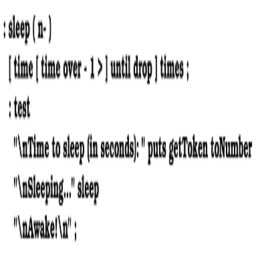 : sleep ( n- )
[ time [ time over - 1 > ] until drop ] times ;
: test
"\nTime to sleep (in seconds): " puts getToken toNumber
"\nSleeping..." sleep
"\nAwake!\n" ;